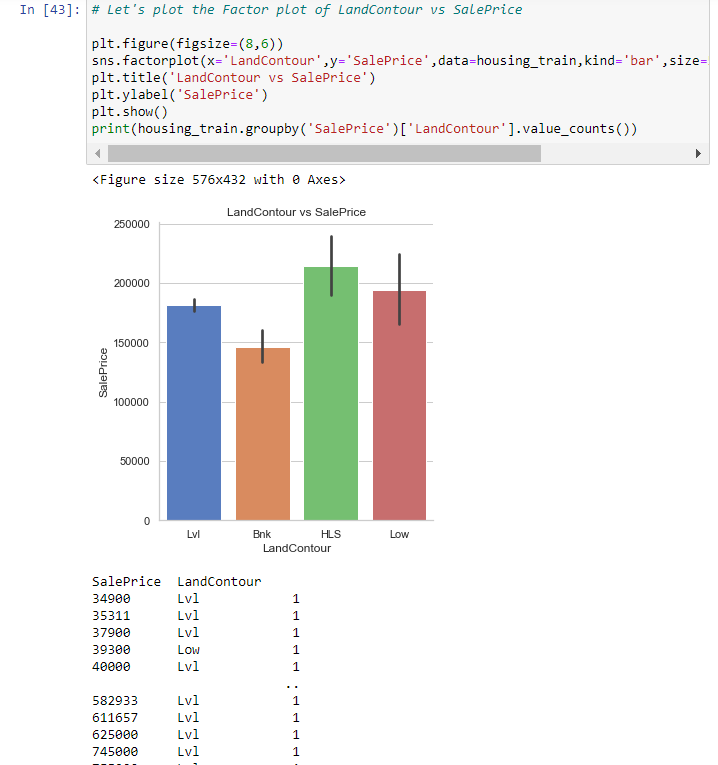 In [43]: # Let's plot the Factor plot of LandContour vs SalePrice
plt.figure(figsize=(8,6))
sns.factorplot(x='LandContour',y='SalePrice',data=housing_train,kind='bar',size=
plt.title('LandContour vs SalePrice')
plt.ylabel('SalePrice')
plt.show()
print(housing_train.groupby('SalePrice')['LandContour'].value_counts())
<Figure size 576x432 with 0 Axes>
LandContour vs SalePrice
250000
200000
150000
100000
50000
0
SalePrice
Lvl Bnk HLS Low
LandContour
SalePrice LandContour
34900 Lvl 1
35311 Lvl 1
37900 Lvl 1
39300 Low 1
40000 Lvl 1
..
582933 Lvl 1
611657 Lvl 1
625000 Lvl 1
745000 Lvl 1